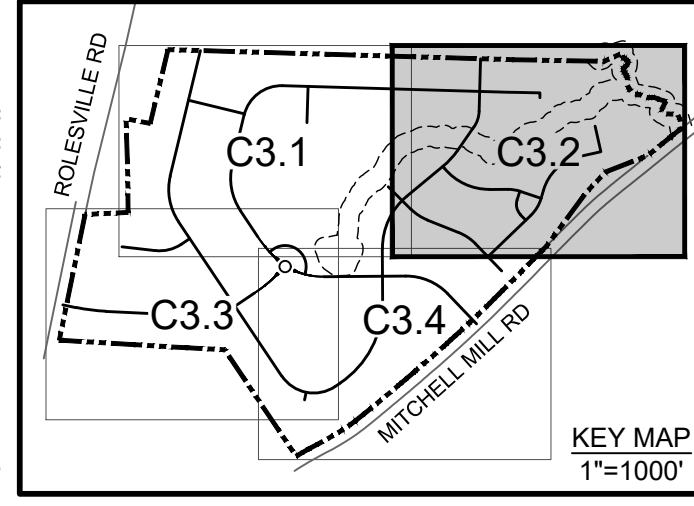 ROLESVILLE RD
C3.1
C3.2
C3.3
C3.4
MITCHELL MILL RD
KEY MAP
1"=1000'